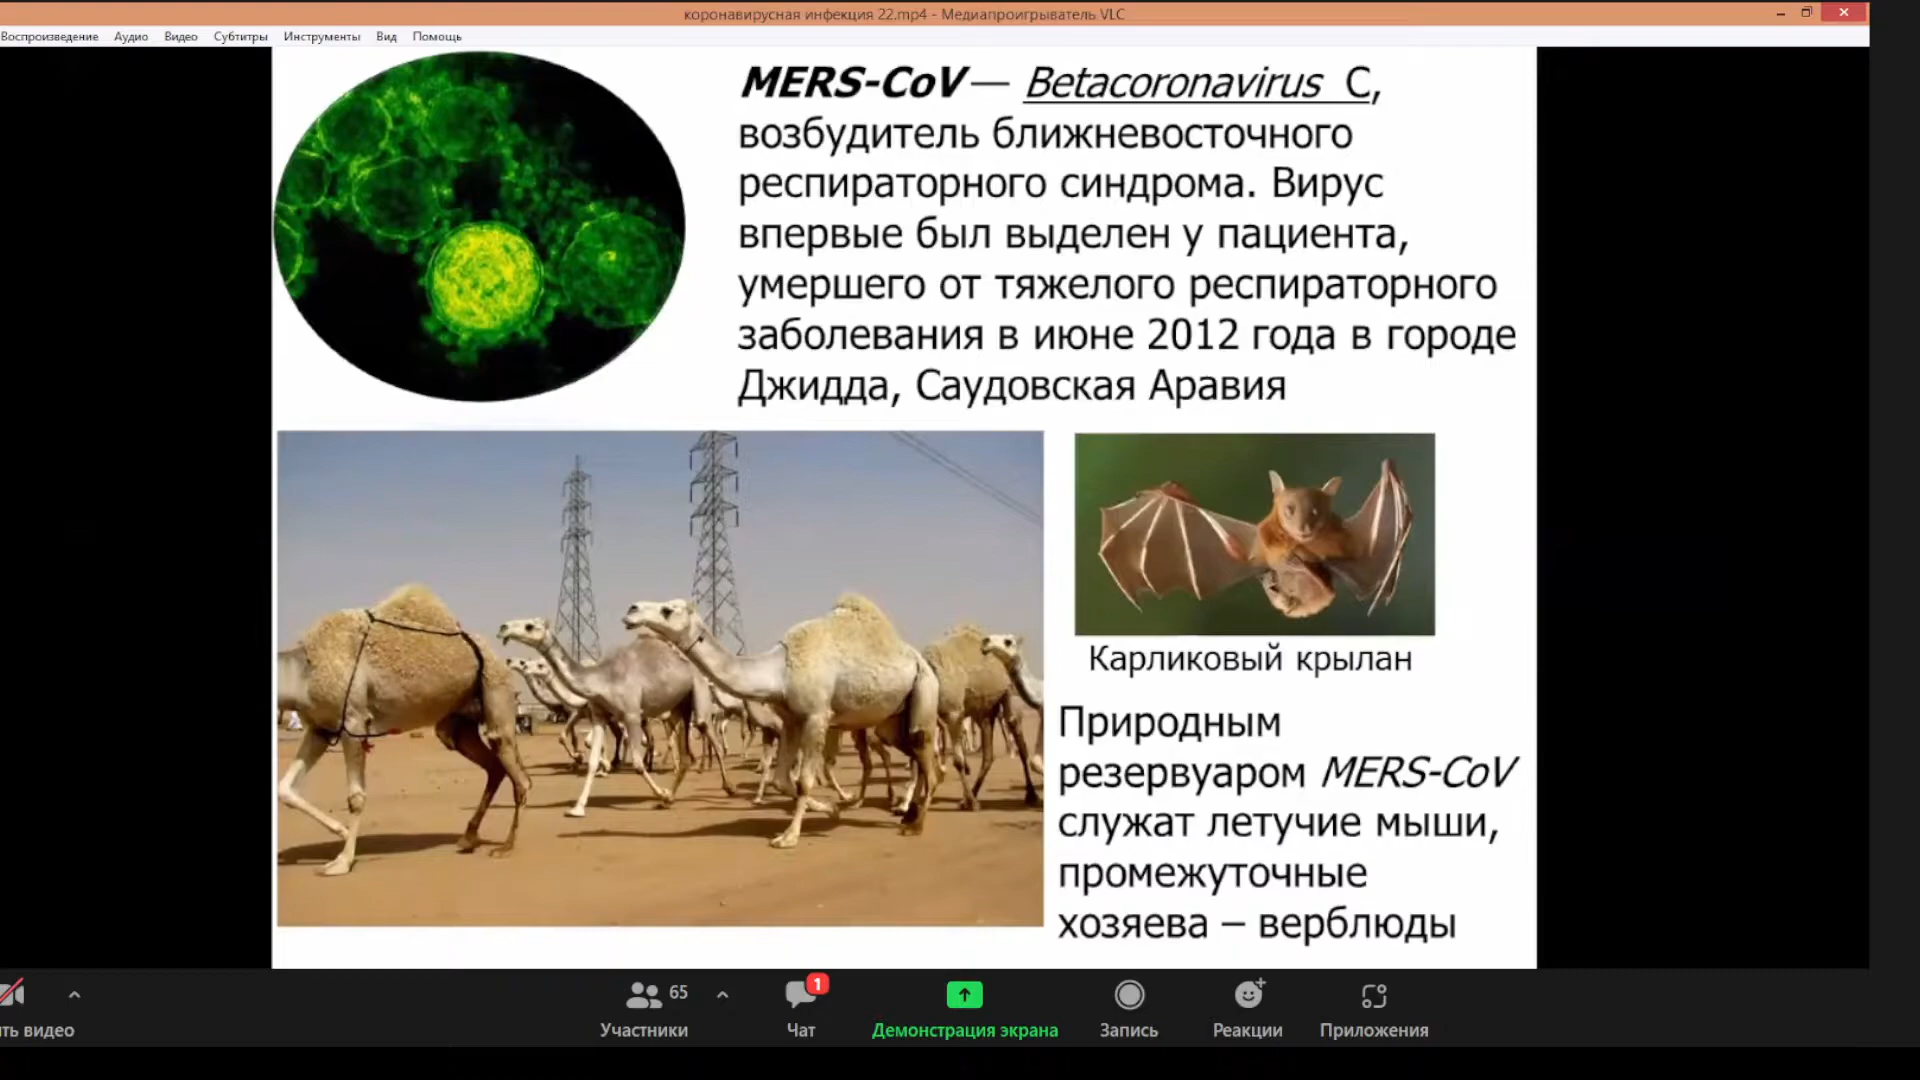 коронавирусная инфекция 22.mp4 - Медиапроигрыватель VLC
Воспроизведение Аудио Видео Субтитры Инструменты Вид Помощь
MERS-CoV— Betacoronavirus C,
возбудитель ближневосточного
респираторного синдрома. Вирус
впервые был выделен у пациента,
умершего от тяжелого респираторного
заболевания в июне 2012 года в городе
Джидда, Саудовская Аравия
Карликовый крылан
Природным
резервуаром MERS-CoV
служат летучие мыши,
промежуточные
хозяева – верблюды
65
1
ть видео Участники Чат Демонстрация экрана Запись Реакции Приложения